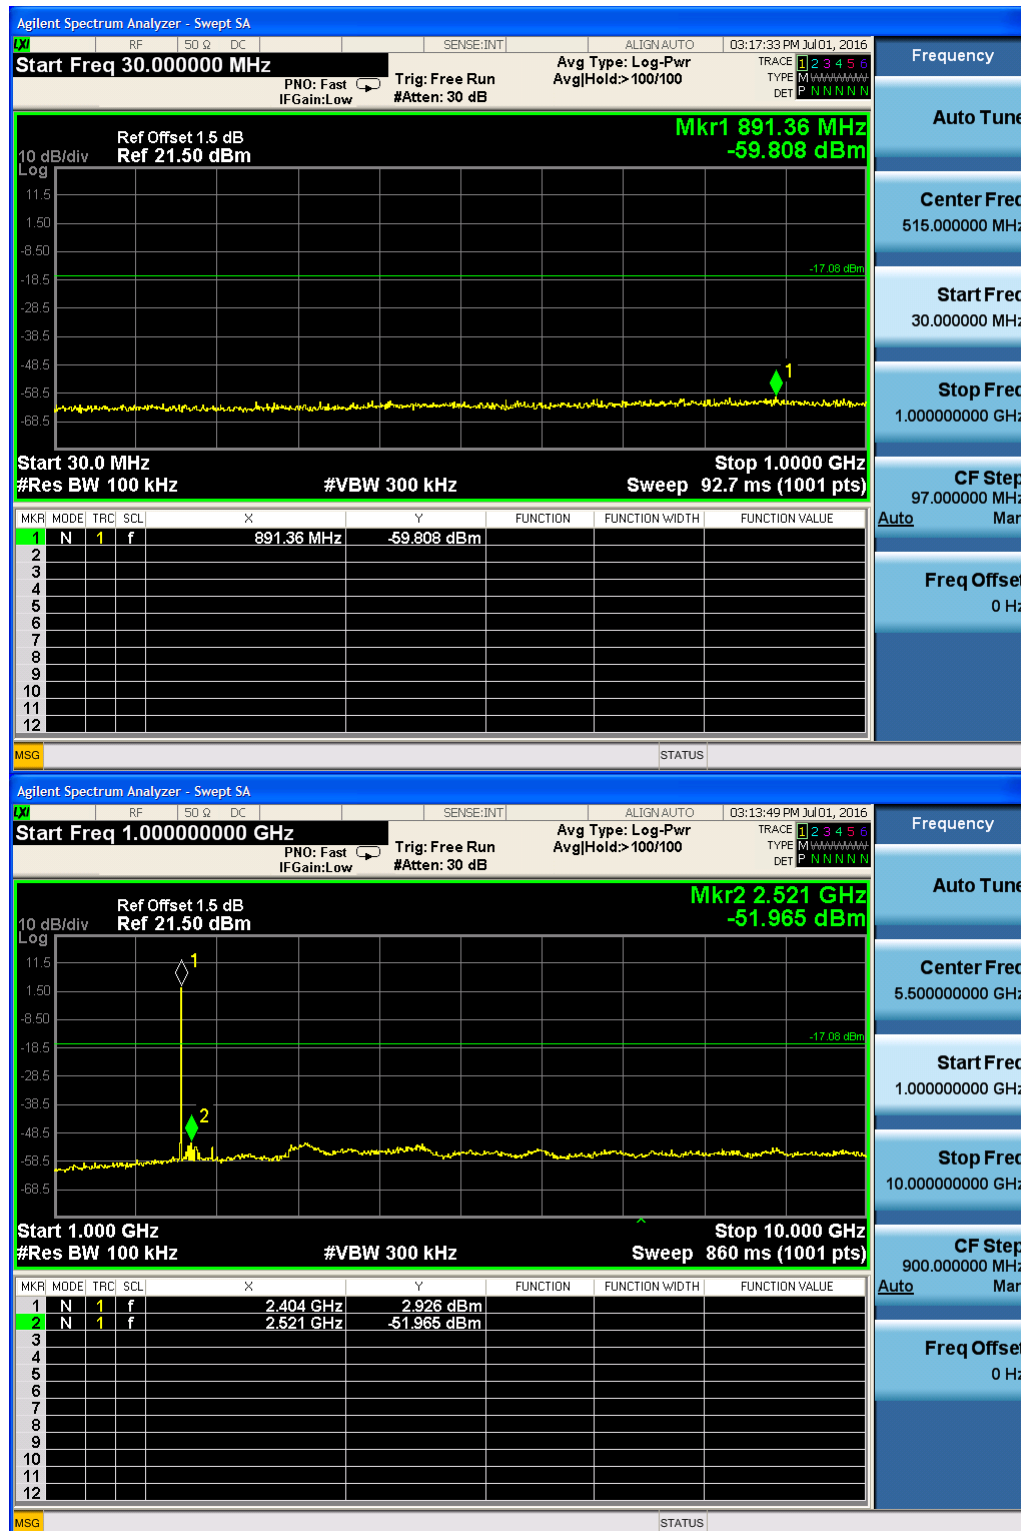 Agilent Spectrum Analyzer - Swept SA
LXI RF 50 Ω DC SENSE:INT ALIGNAUTO 03:17:33 PM Jul 01, 2016
Start Freq 30.000000 MHz
PNO: Fast
IFGain:Low
Trig: Free Run
#Atten: 30 dB
Avg Type: Log-Pwr
Avg|Hold:>100/100
TRACE 1 2 3 4 5 6
TYPE M
DET P N N N N N
Ref Offset 1.5 dB
Ref 21.50 dBm
Mkr1 891.36 MHz
-59.808 dBm
10 dB/div
Log
11.5
1.50
-8.50
-18.5
-28.5
-38.5
-48.5
-58.5
-68.5
-17.08 dBm
1
Start 30.0 MHz Stop 1.0000 GHz
#Res BW 100 kHz #VBW 300 kHz Sweep 92.7 ms (1001 pts)
MKR MODE TRC SCL X Y FUNCTION FUNCTION WIDTH FUNCTION VALUE
1 N 1 f 891.36 MHz -59.808 dBm
2
3
4
5
6
7
8
9
10
11
12
MSG STATUS
Frequency
Auto Tune
Center Freq
515.000000 MHz
Start Freq
30.000000 MHz
Stop Freq
1.000000000 GHz
CF Step
97.000000 MHz
Auto Man
Freq Offset
0 Hz
Agilent Spectrum Analyzer - Swept SA
LXI RF 50 Ω DC SENSE:INT ALIGNAUTO 03:13:49 PM Jul 01, 2016
Start Freq 1.000000000 GHz
PNO: Fast
IFGain:Low
Trig: Free Run
#Atten: 30 dB
Avg Type: Log-Pwr
Avg|Hold:>100/100
TRACE 1 2 3 4 5 6
TYPE M
DET P N N N N N
Ref Offset 1.5 dB
Ref 21.50 dBm
Mkr2 2.521 GHz
-51.965 dBm
10 dB/div
Log
11.5
1.50
-8.50
-18.5
-28.5
-38.5
-48.5
-58.5
-68.5
-17.08 dBm
1
2
Start 1.000 GHz Stop 10.000 GHz
#Res BW 100 kHz #VBW 300 kHz Sweep 860 ms (1001 pts)
MKR MODE TRC SCL X Y FUNCTION FUNCTION WIDTH FUNCTION VALUE
1 N 1 f 2.404 GHz 2.926 dBm
2 N 1 f 2.521 GHz -51.965 dBm
3
4
5
6
7
8
9
10
11
12
MSG STATUS
Frequency
Auto Tune
Center Freq
5.500000000 GHz
Start Freq
1.000000000 GHz
Stop Freq
10.000000000 GHz
CF Step
900.000000 MHz
Auto Man
Freq Offset
0 Hz